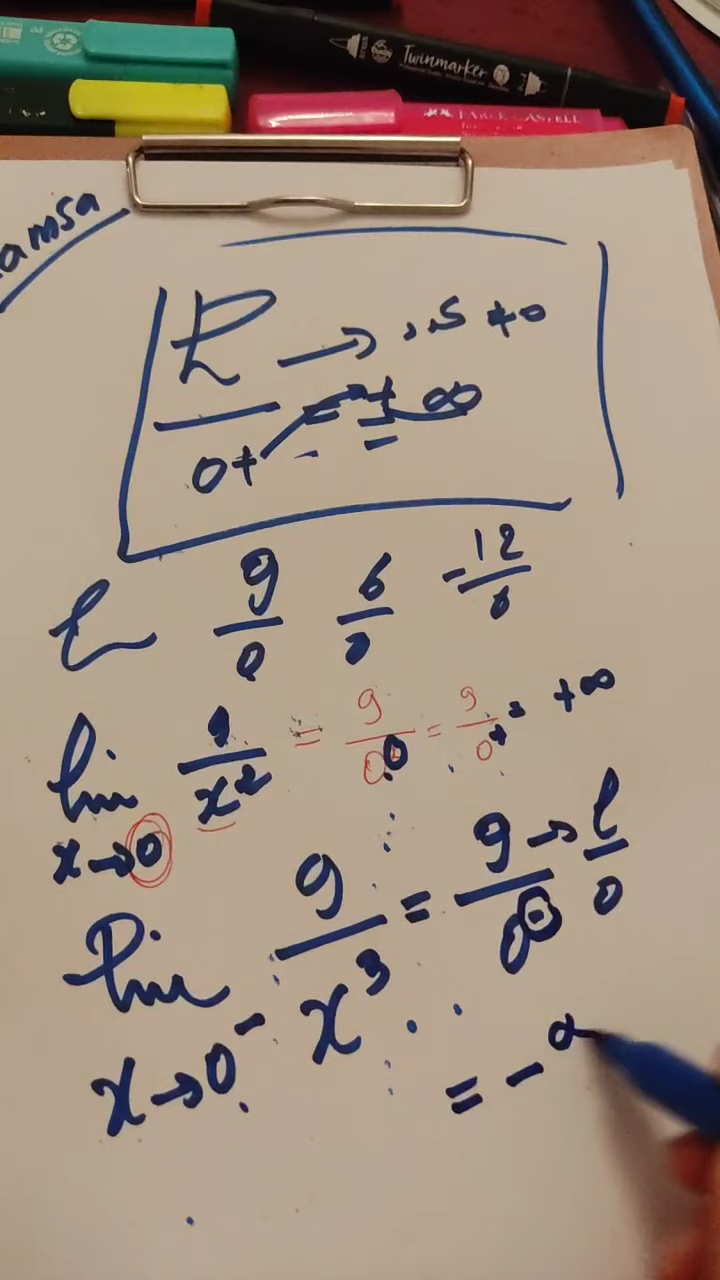 Twinmarker
FABER-CASTELL
amsa
l → 
0+ = ± ∞
l 9/0 6/0 -12/0
lim x→0 9/x² = 9/0 = 9/0+ +∞
lim x→0⁻ 9/x³ = 9/0⁻ → l/0
= -